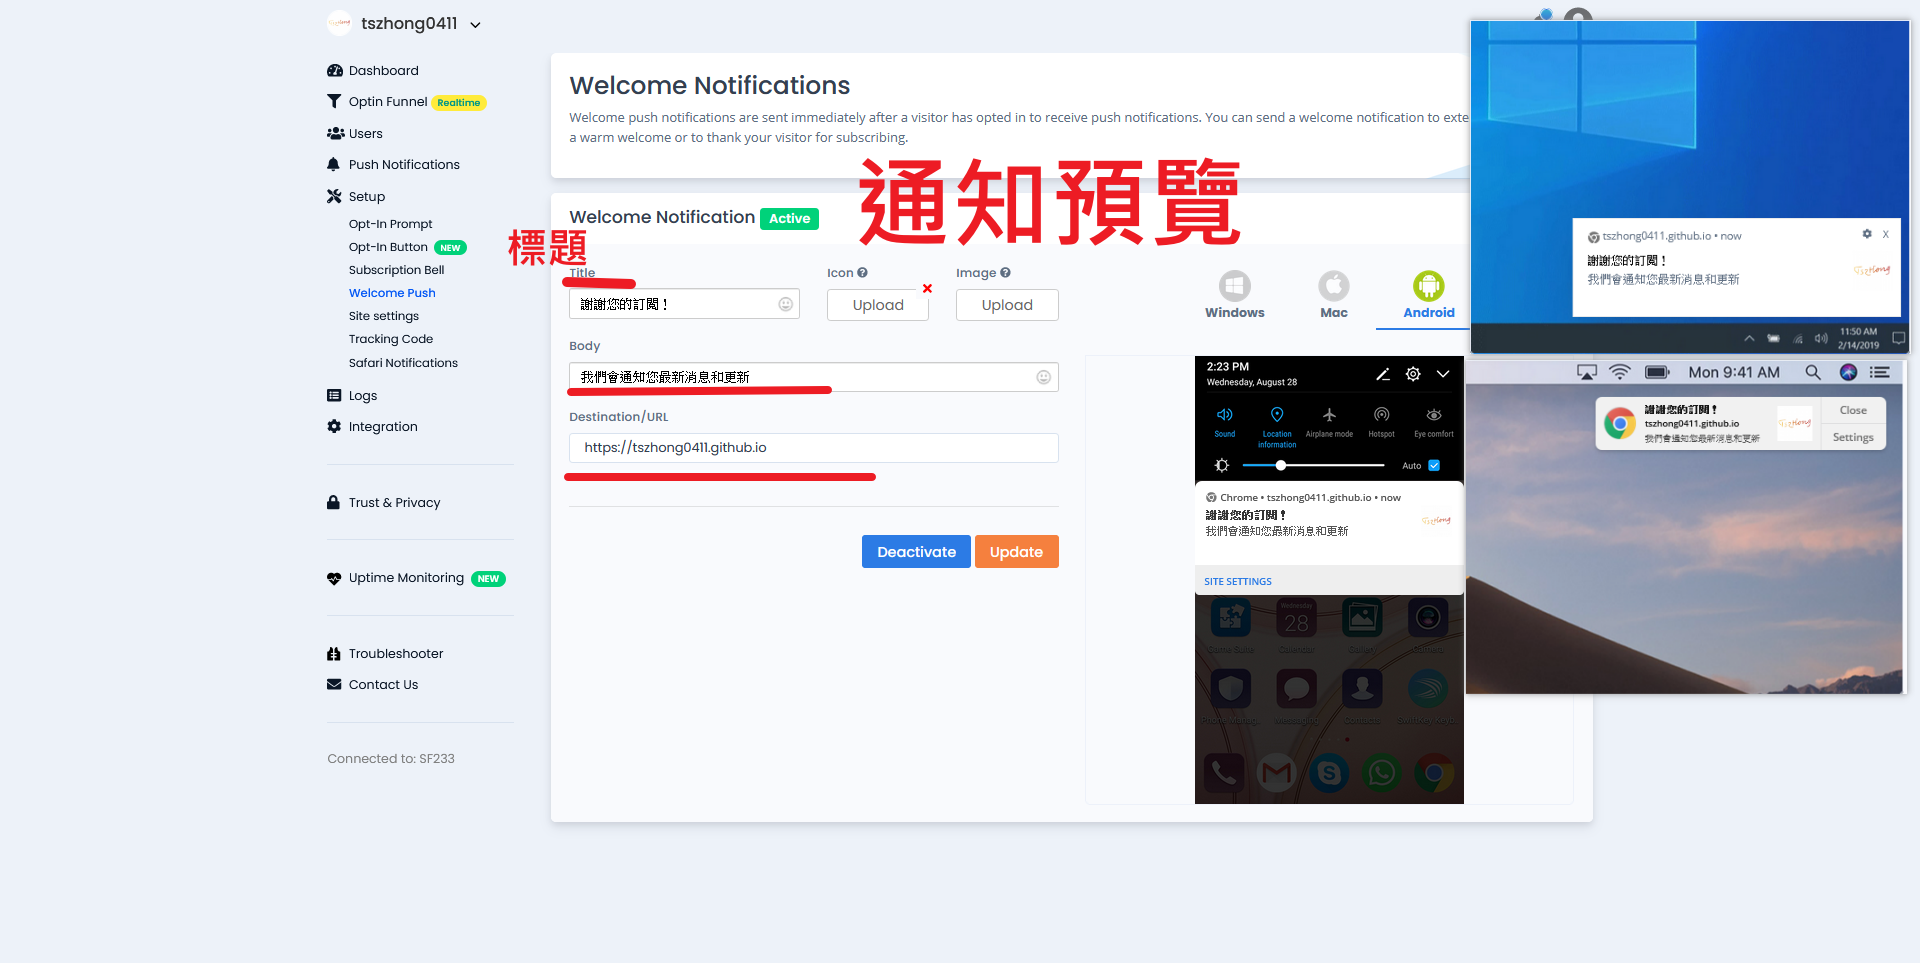 tszhong0411
Dashboard
Optin Funnel Realtime
Users
Push Notifications
Setup
Opt-In Prompt
Opt-In Button NEW
Subscription Bell
Welcome Push
Site settings
Tracking Code
Safari Notifications
Logs
Integration
Trust & Privacy
Uptime Monitoring NEW
Troubleshooter
Contact Us
Connected to: SF233
Welcome Notifications
Welcome push notifications are sent immediately after a visitor has opted in to receive push notifications. You can send a welcome notification to exte
a warm welcome or to thank your visitor for subscribing.
通知預覽
Welcome Notification Active
標題
Title
Icon
Image
謝謝您的訂閱！
Upload
Upload
Body
我們會通知您最新消息和更新
Destination/URL
https://tszhong0411.github.io
Deactivate
Update
Windows
Mac
Android
2:23 PM
Wednesday, August 28
Sound
Location information
Airplane mode
Hotspot
Eye comfort
Auto
Chrome • tszhong0411.github.io • now
謝謝您的訂閱！
我們會通知您最新消息和更新
TszHong
SITE SETTINGS
Wednesday
28
Calendar
Gallery
Camera
Contacts
tszhong0411.github.io • now
X
謝謝您的訂閱！
我們會通知您最新消息和更新
TszHong
11:50 AM
2/14/2019
Mon 9:41 AM
謝謝您的訂閱！
tszhong0411.github.io
我們會通知您最新消息和更新
TszHong
Close
Settings